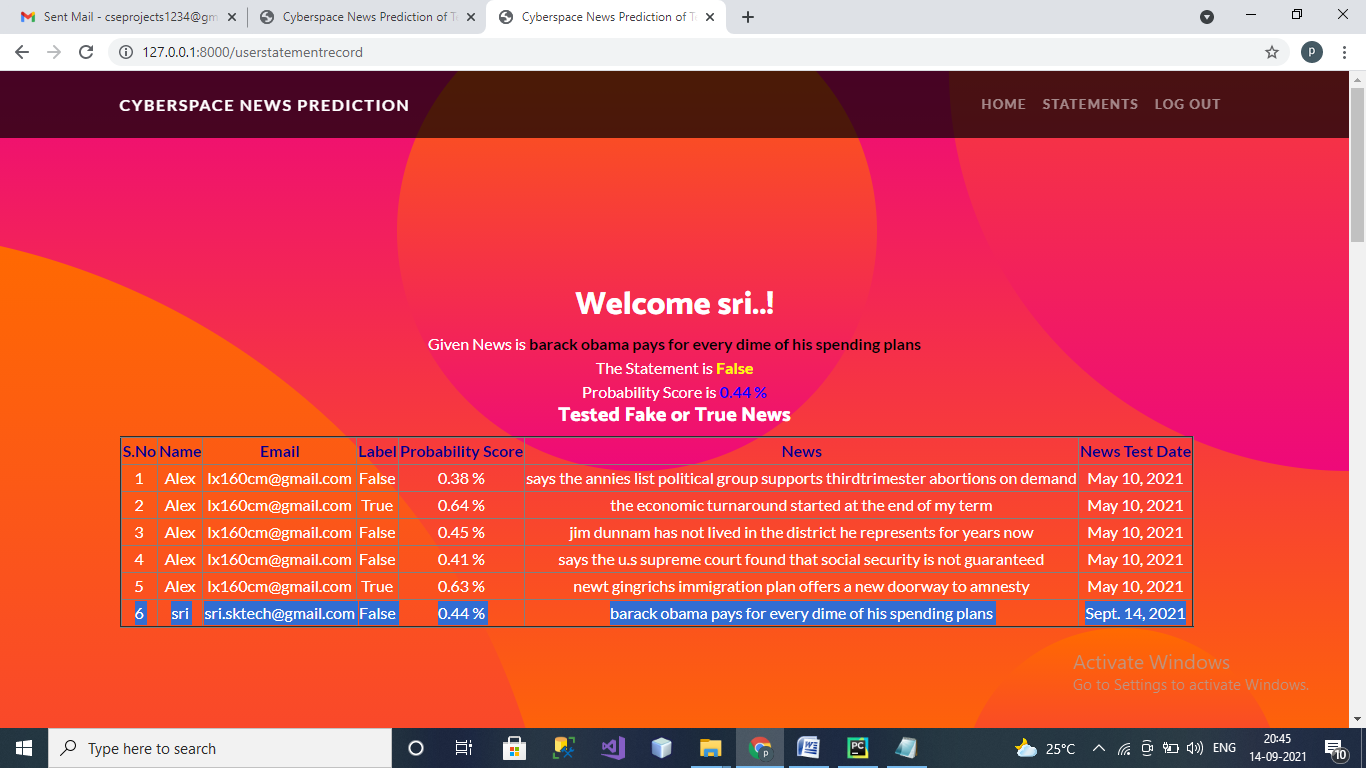 Sent Mail - cseprojects1234@gm
Cyberspace News Prediction of T
Cyberspace News Prediction of T
127.0.0.1:8000/userstatementrecord
P
CYBERSPACE NEWS PREDICTION
HOME STATEMENTS LOG OUT
Welcome sri..!
Given News is barack obama pays for every dime of his spending plans
The Statement is False
Probability Score is 0.44 %
Tested Fake or True News
S.No Name Email Label Probability Score News News Test Date
1 Alex lx160cm@gmail.com False 0.38 % says the annies list political group supports thirdtrimester abortions on demand May 10, 2021
2 Alex lx160cm@gmail.com True 0.64 % the economic turnaround started at the end of my term May 10, 2021
3 Alex lx160cm@gmail.com False 0.45 % jim dunnam has not lived in the district he represents for years now May 10, 2021
4 Alex lx160cm@gmail.com False 0.41 % says the u.s supreme court found that social security is not guaranteed May 10, 2021
5 Alex lx160cm@gmail.com True 0.63 % newt gingrichs immigration plan offers a new doorway to amnesty May 10, 2021
6 sri sri.sktech@gmail.com False 0.44 % barack obama pays for every dime of his spending plans Sept. 14, 2021
Activate Windows
Go to Settings to activate Windows.
Type here to search
25°C
ENG
20:45
14-09-2021
10